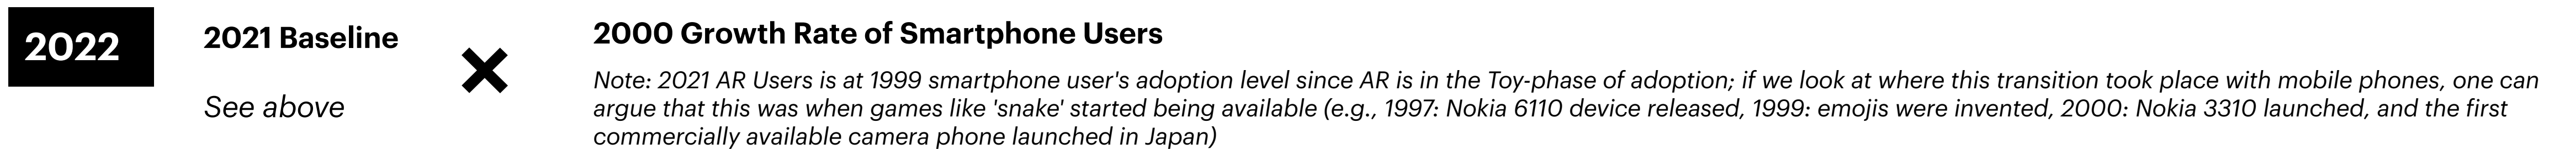 2022
2021 Baseline
See above
×
2000 Growth Rate of Smartphone Users
Note: 2021 AR Users is at 1999 smartphone user's adoption level since AR is in the Toy-phase of adoption; if we look at where this transition took place with mobile phones, one can
argue that this was when games like 'snake' started being available (e.g., 1997: Nokia 6110 device released, 1999: emojis were invented, 2000: Nokia 3310 launched, and the first
commercially available camera phone launched in Japan)